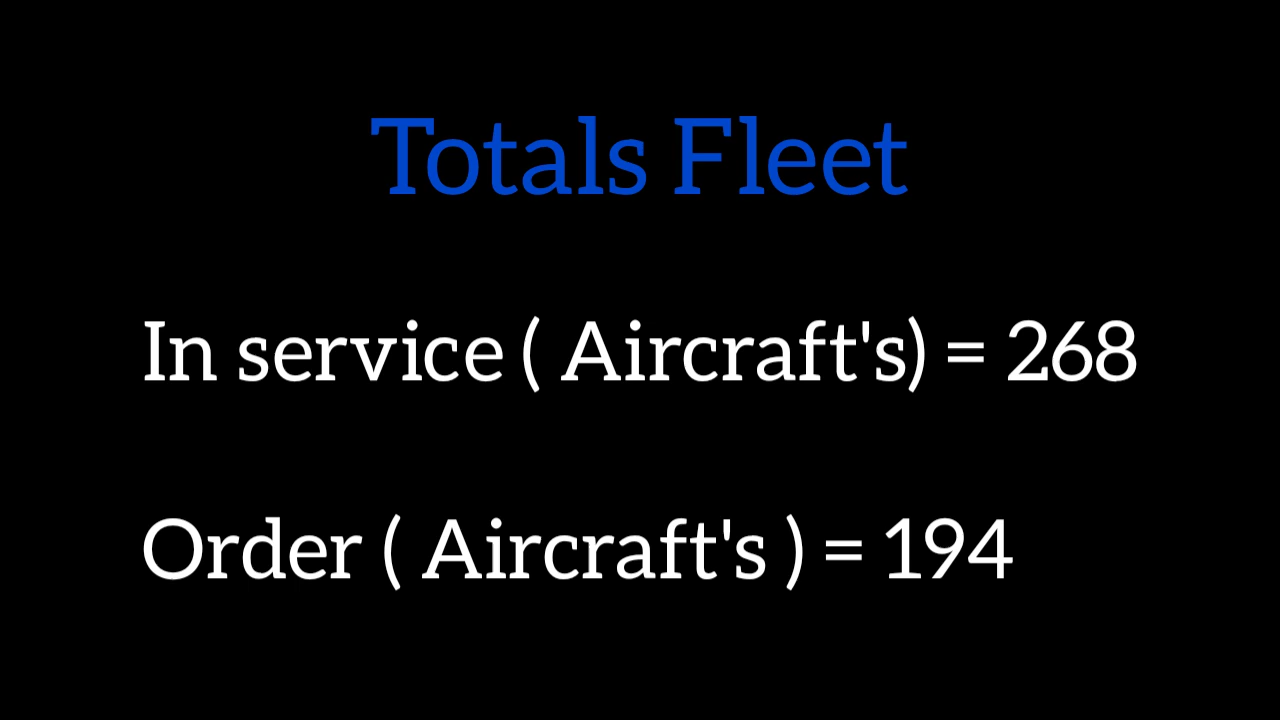 Totals Fleet
In service ( Aircraft's) = 268
Order ( Aircraft's ) = 194